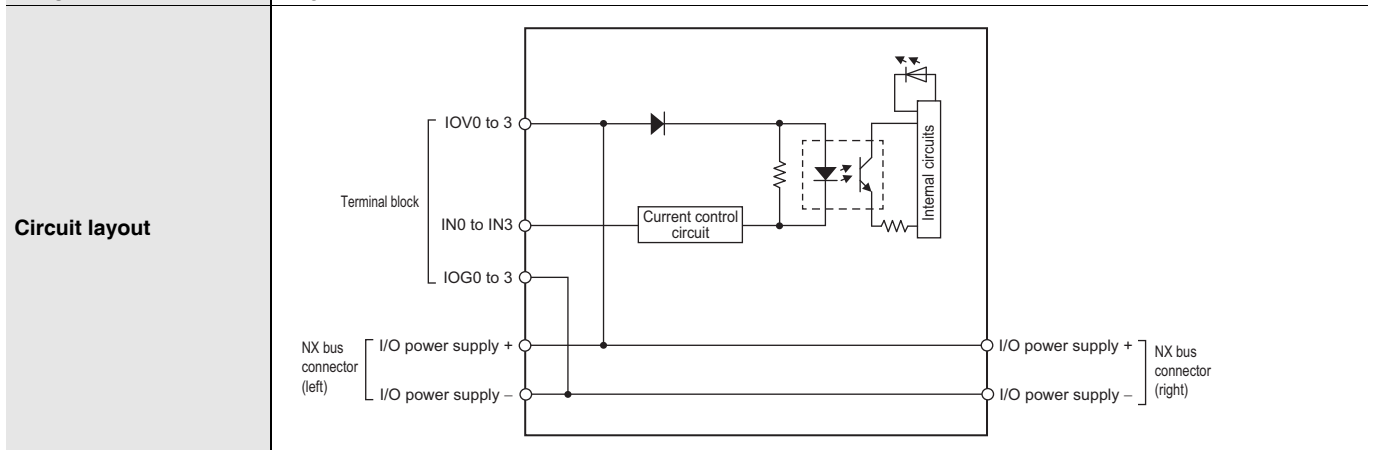 Circuit layout
Terminal block
IOV0 to 3
IN0 to IN3
IOG0 to 3
Current control
circuit
Internal circuits
NX bus
connector
(left)
I/O power supply +
I/O power supply –
I/O power supply +
I/O power supply –
NX bus
connector
(right)